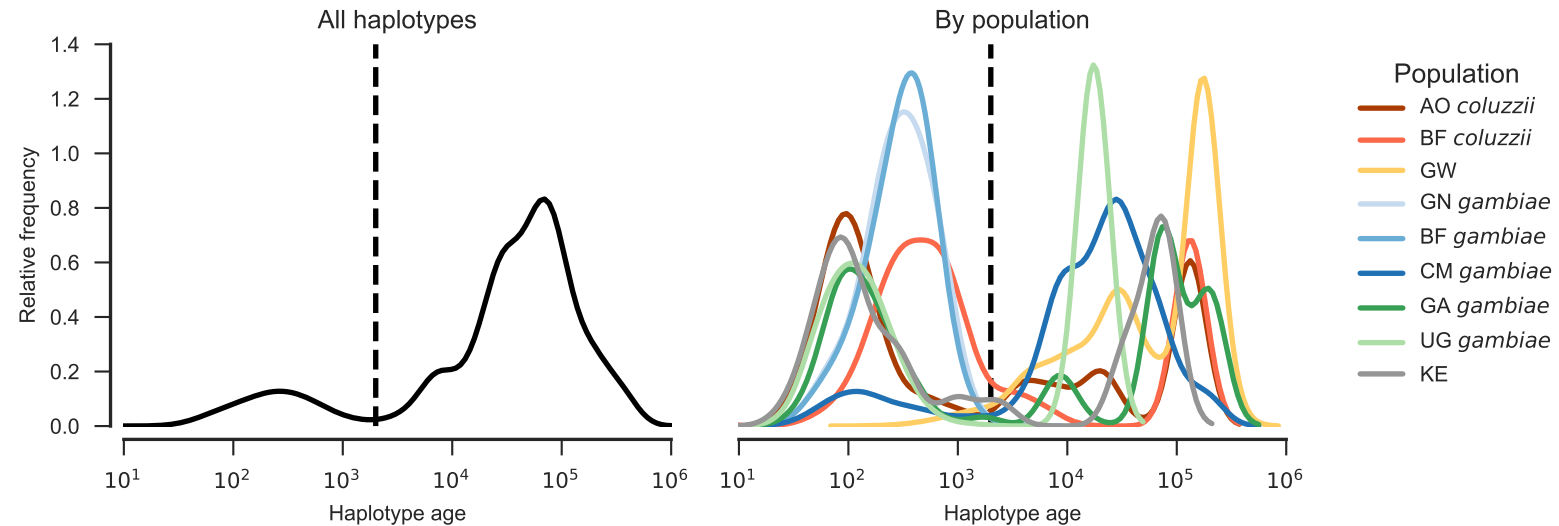 All haplotypes
By population
1.4
1.2
1.0
0.8
0.6
0.4
0.2
0.0
Relative frequency
10¹ 10² 10³ 10⁴ 10⁵ 10⁶
Haplotype age
10¹ 10² 10³ 10⁴ 10⁵ 10⁶
Haplotype age
Population
AO coluzzii
BF coluzzii
GW
GN gambiae
BF gambiae
CM gambiae
GA gambiae
UG gambiae
KE